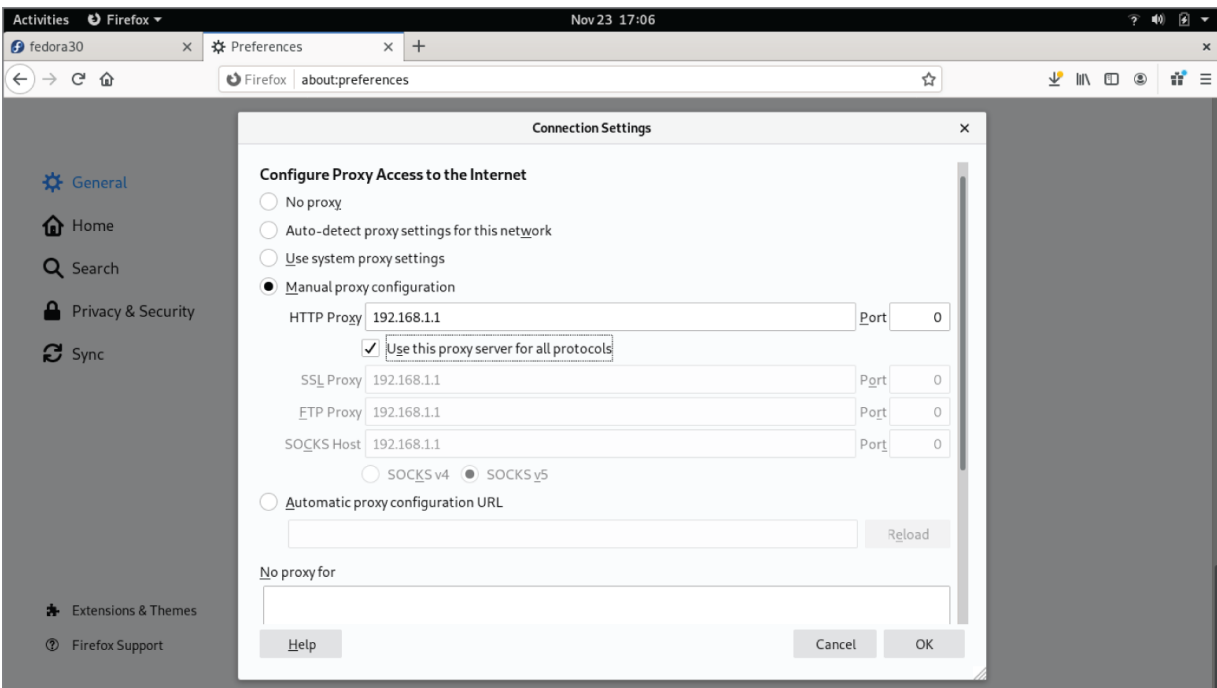 Activities Firefox Nov 23 17:06
fedora30 Preferences
Firefox about:preferences
Connection Settings
Configure Proxy Access to the Internet
General
No proxy
Home
Auto-detect proxy settings for this network
Use system proxy settings
Search
Manual proxy configuration
Privacy & Security
HTTP Proxy 192.168.1.1 Port 0
Use this proxy server for all protocols
Sync
SSL Proxy 192.168.1.1 Port 0
FTP Proxy 192.168.1.1 Port 0
SOCKS Host 192.168.1.1 Port 0
SOCKS v4 SOCKS v5
Automatic proxy configuration URL
Reload
No proxy for
Extensions & Themes
Firefox Support
Help Cancel OK